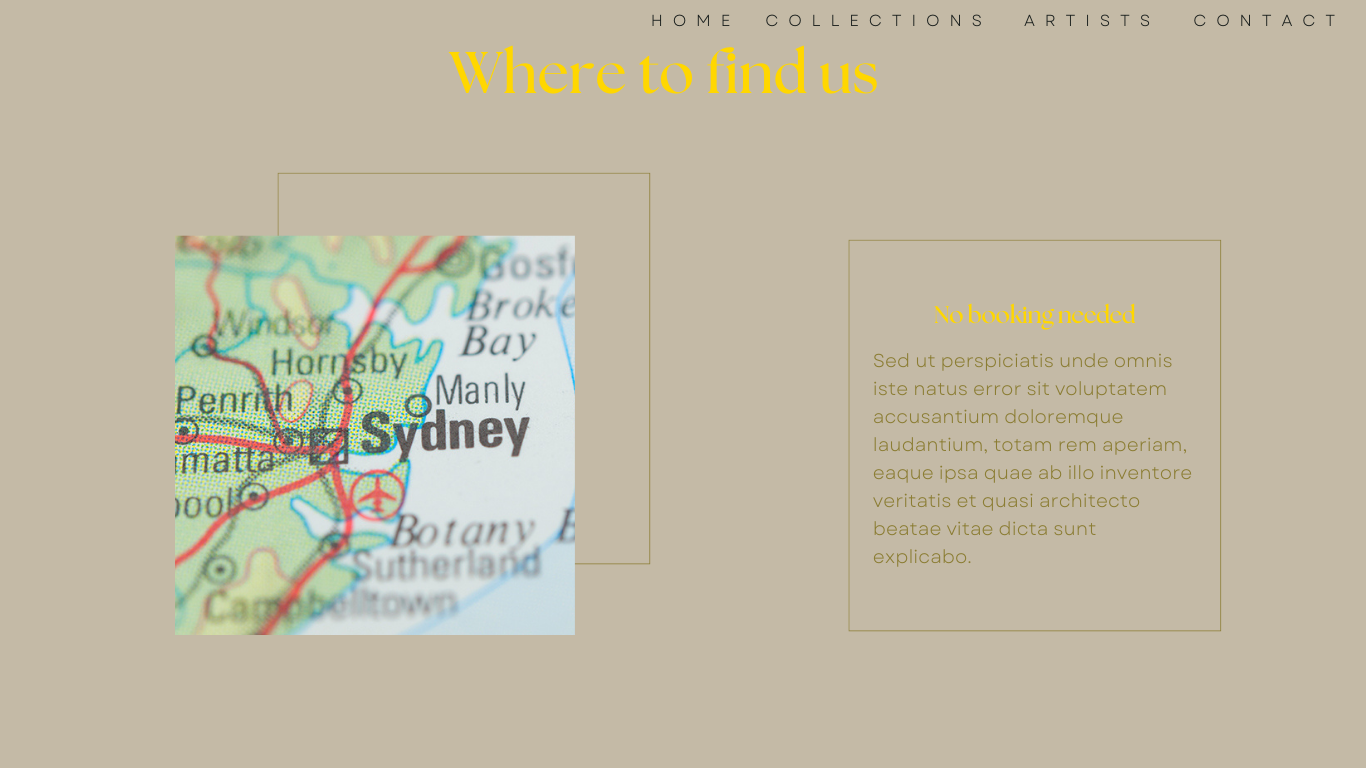 HOME COLLECTIONS ARTISTS CONTACT
Where to find us
Windsor
Hornsby
Penrith
Manly
Sydney
Broke
Bay
Gosf
matta
pool
Botany B
Sutherland
Campbelltown
No booking needed
Sed ut perspiciatis unde omnis
iste natus error sit voluptatem
accusantium doloremque
laudantium, totam rem aperiam,
eaque ipsa quae ab illo inventore
veritatis et quasi architecto
beatae vitae dicta sunt
explicabo.